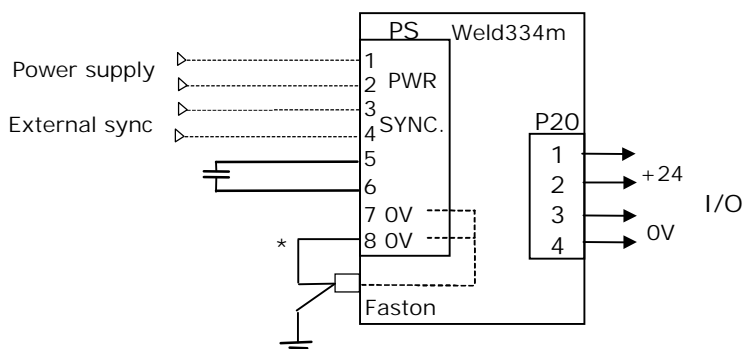 PS Weld334m
Power supply
External sync
1
2 PWR
3
4 SYNC.
5
6
7 0V
8 0V
*
Faston
P20
1
2
3
4
+24
0V
I/O